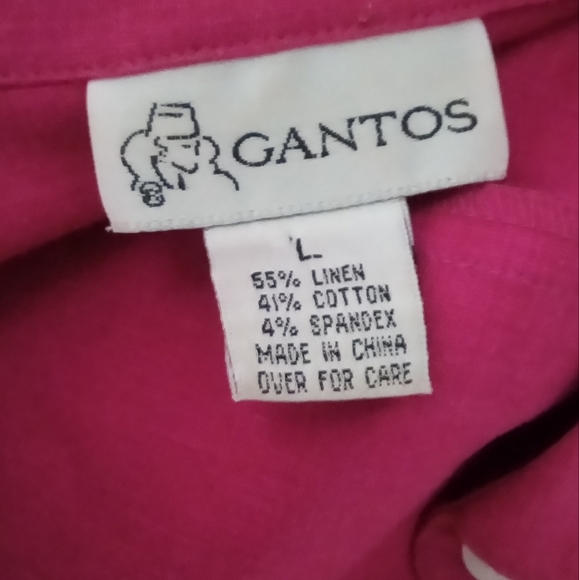 GANTOS
L
55% LINEN
41% COTTON
4% SPANDEX
MADE IN CHINA
OVER FOR CARE